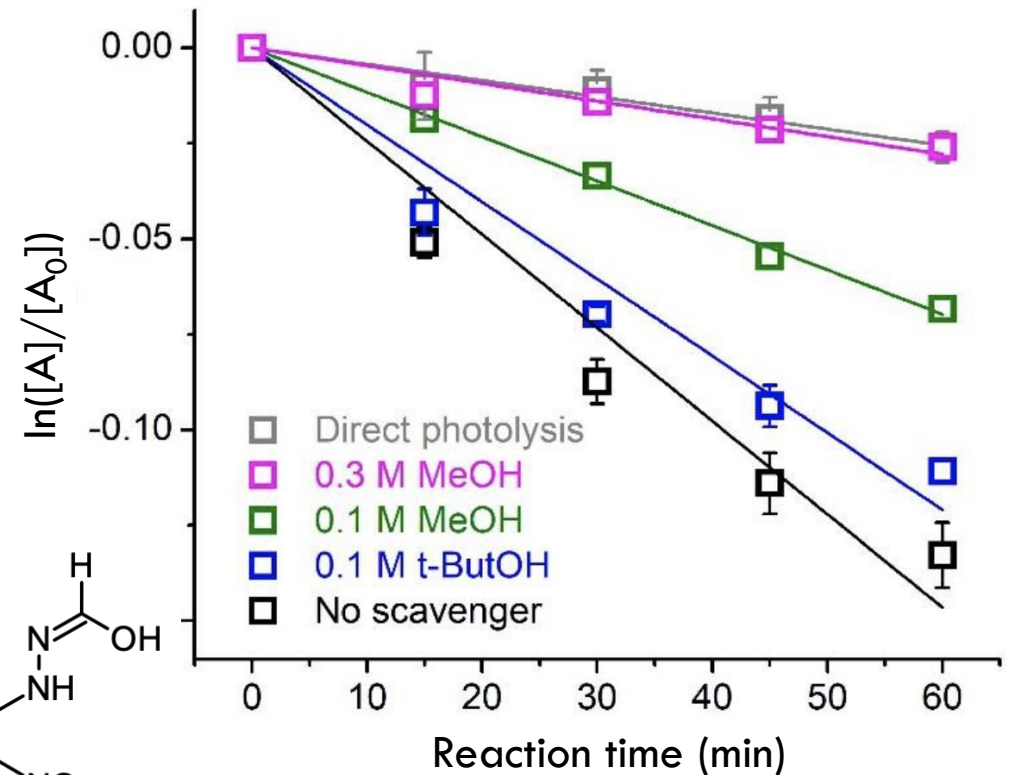 0.00
-0.05
-0.10
ln([A]/[A₀])
Direct photolysis
0.3 M MeOH
0.1 M MeOH
0.1 M t-ButOH
No scavenger
H
N
OH
NH
0 10 20 30 40 50 60
Reaction time (min)